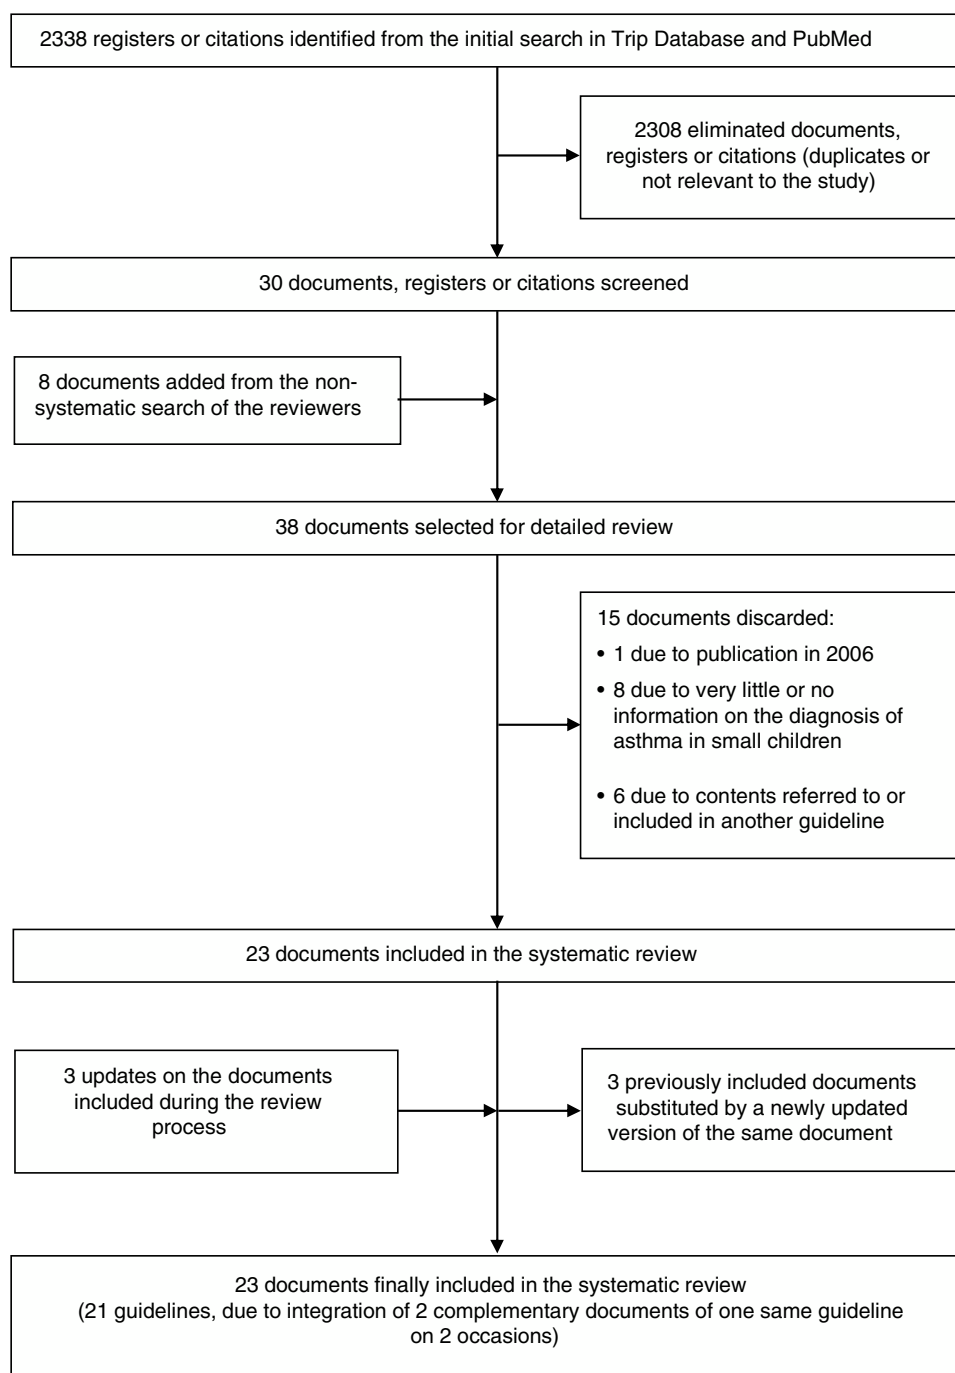 2338 registers or citations identified from the initial search in Trip Database and PubMed
2308 eliminated documents,
registers or citations (duplicates or
not relevant to the study)
30 documents, registers or citations screened
8 documents added from the non-
systematic search of the reviewers
38 documents selected for detailed review
15 documents discarded:
• 1 due to publication in 2006
• 8 due to very little or no
information on the diagnosis of
asthma in small children
• 6 due to contents referred to or
included in another guideline
23 documents included in the systematic review
3 updates on the documents
included during the review
process
3 previously included documents
substituted by a newly updated
version of the same document
23 documents finally included in the systematic review
(21 guidelines, due to integration of 2 complementary documents of one same guideline
on 2 occasions)